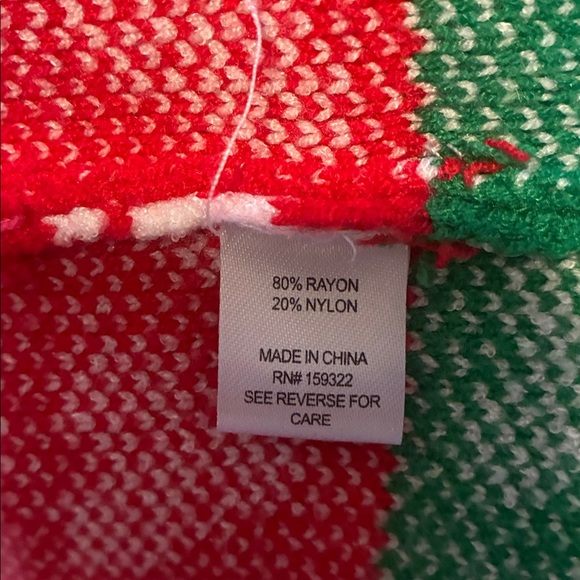 80% RAYON
20% NYLON
MADE IN CHINA
RN# 159322
SEE REVERSE FOR
CARE